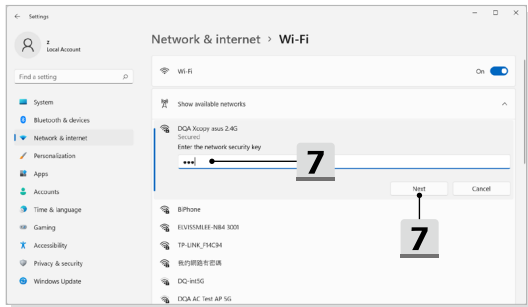 Settings
z
Local Account
Find a setting
System
Bluetooth & devices
Network & internet
Personalization
Apps
Accounts
Time & language
Gaming
Accessibility
Privacy & security
Windows Update
Network & internet > Wi-Fi
Wi-Fi
On
Show available networks
DQA Xcopy asus 2.4G
Secured
Enter the network security key
•••
7
Next
Cancel
7
BiPhone
ELVISSMLEE-N84 3001
TP-LINK_F14C94
我的網路有密碼
DQ-int5G
DQA AC Test AP 5G